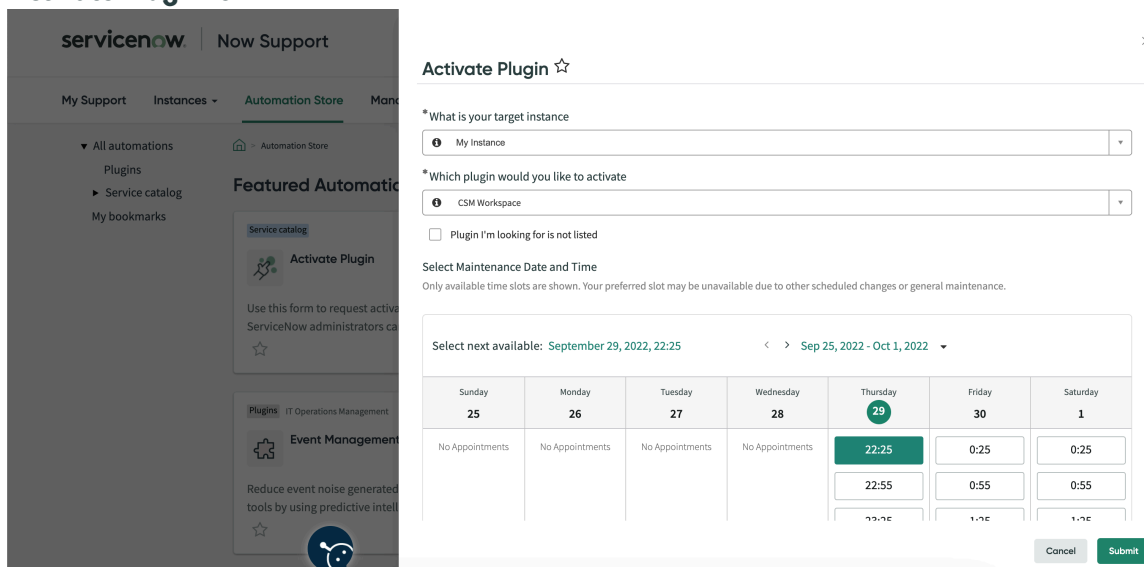 servicenow. Now Support
My Support Instances Automation Store
All automations
Plugins
Service catalog
My bookmarks
Automation Store
Featured
Service catalog
Activate Plugin
Use this form to request
ServiceNow administrators
Plugins IT Operations Management
Event Management
Reduce event noise generated
tools by using predictive
Activate Plugin
*What is your target instance
My Instance
*Which plugin would you like to activate
CSM Workspace
Plugin I'm looking for is not listed
Select Maintenance Date and Time
Only available time slots are shown. Your preferred slot may be unavailable due to other scheduled changes or general maintenance.
Select next available: September 29, 2022, 22:25 < > Sep 25, 2022 - Oct 1, 2022
Sunday Monday Tuesday Wednesday Thursday Friday Saturday
25 26 27 28 29 30 1
No Appointments No Appointments No Appointments No Appointments 22:25 0:25 0:25
22:55 0:55 0:55
23:25 1:25 1:25
Cancel Submit